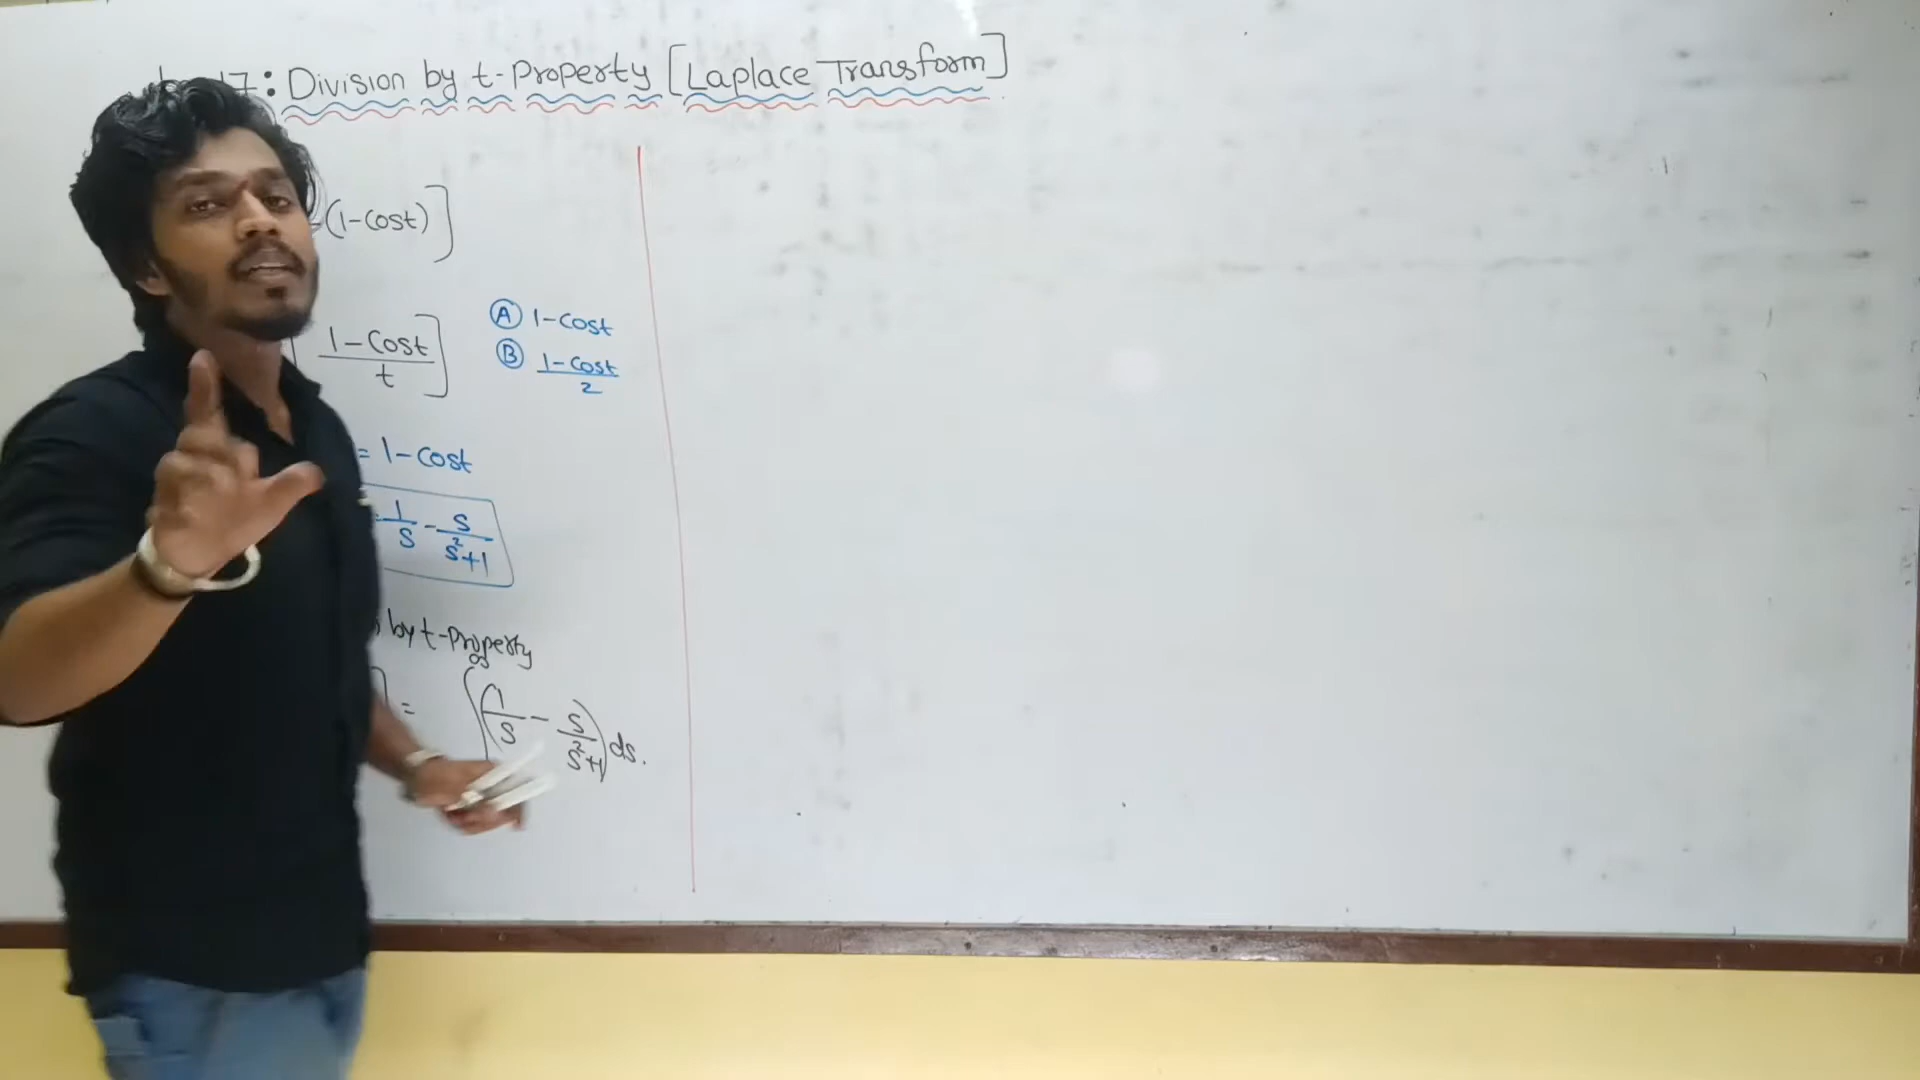 17: Division by t-Property [Laplace Transform]
(1-cost)]
1-cost
t ]
Ⓐ 1-cost
Ⓑ 1-cost
2
= 1-cost
1/s - s/s²+1
by t-Property
] = ∫ ∞ (1/s - s/s²+1) ds.